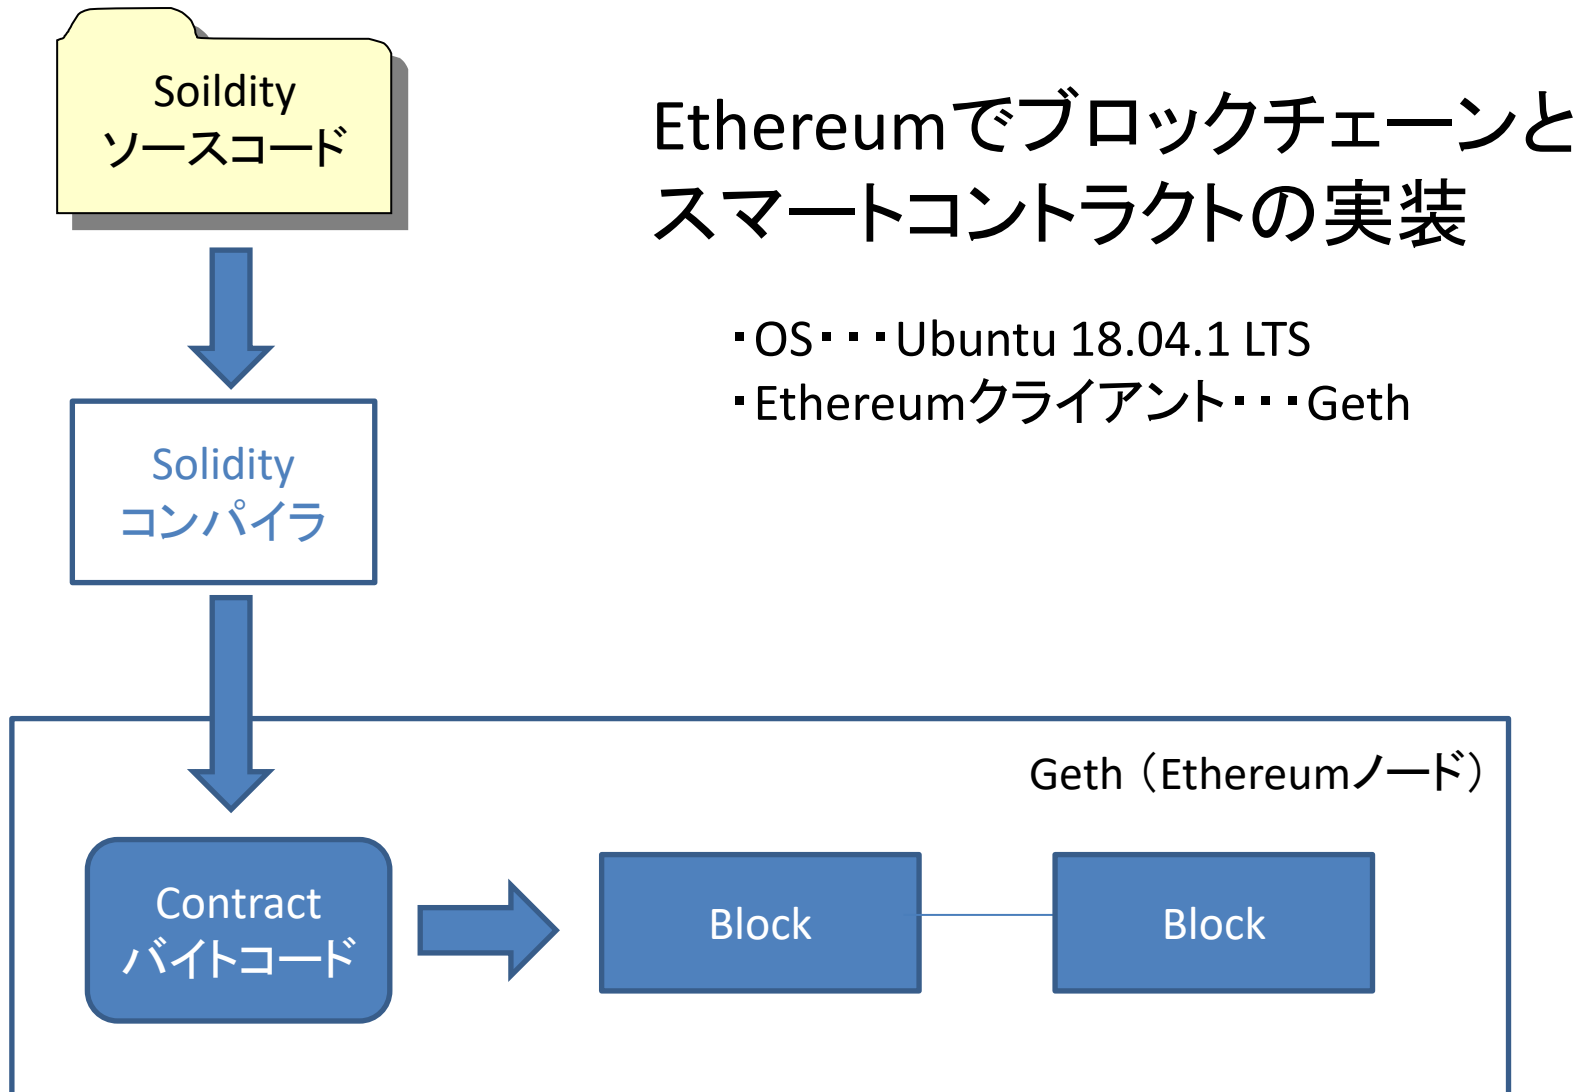 Soildity
ソースコード
Ethereumでブロックチェーンと
スマートコントラクトの実装
・OS・・・Ubuntu 18.04.1 LTS
・Ethereumクライアント・・・Geth
Solidity
コンパイラ
Geth（Ethereumノード）
Contract
バイトコード
Block
Block